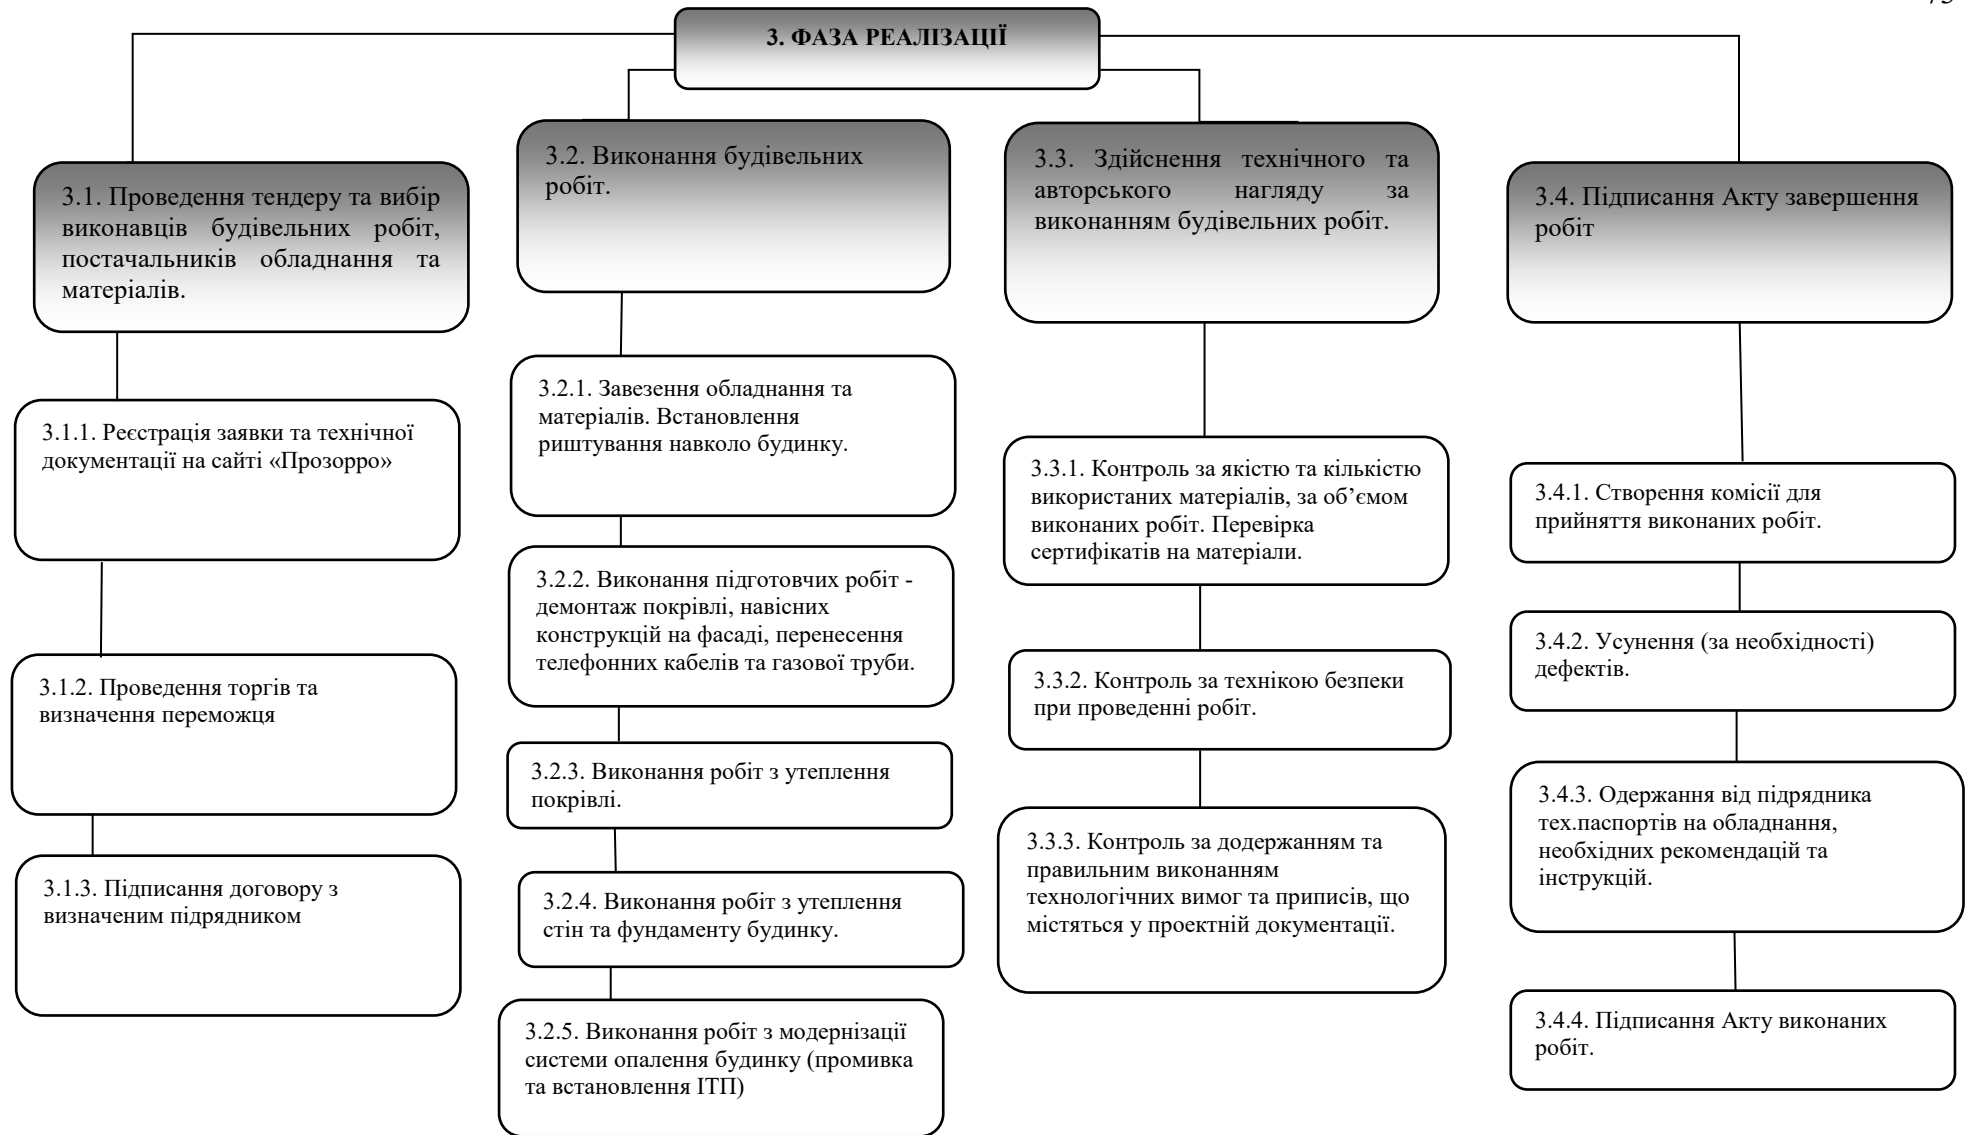 3. ФАЗА РЕАЛІЗАЦІЇ
3.1. Проведення тендеру та вибір
виконавців будівельних робіт,
постачальників обладнання та
матеріалів.
3.1.1. Реєстрація заявки та технічної
документації на сайті «Прозорро»
3.1.2. Проведення торгів та
визначення переможця
3.1.3. Підписання договору з
визначеним підрядником
3.2. Виконання будівельних
робіт.
3.2.1. Завезення обладнання та
матеріалів. Встановлення
риштування навколо будинку.
3.2.2. Виконання підготовчих робіт -
демонтаж покрівлі, навісних
конструкцій на фасаді, перенесення
телефонних кабелів та газової труби.
3.2.3. Виконання робіт з утеплення
покрівлі.
3.2.4. Виконання робіт з утеплення
стін та фундаменту будинку.
3.2.5. Виконання робіт з модернізації
системи опалення будинку (промивка
та встановлення ІТП)
3.3. Здійснення технічного та
авторського нагляду за
виконанням будівельних робіт.
3.3.1. Контроль за якістю та кількістю
використаних матеріалів, за об’ємом
виконаних робіт. Перевірка
сертифікатів на матеріали.
3.3.2. Контроль за технікою безпеки
при проведенні робіт.
3.3.3. Контроль за додержанням та
правильним виконанням
технологічних вимог та приписів, що
містяться у проектній документації.
3.4. Підписання Акту завершення
робіт
3.4.1. Створення комісії для
прийняття виконаних робіт.
3.4.2. Усунення (за необхідності)
дефектів.
3.4.3. Одержання від підрядника
тех.паспортів на обладнання,
необхідних рекомендацій та
інструкцій.
3.4.4. Підписання Акту виконаних
робіт.